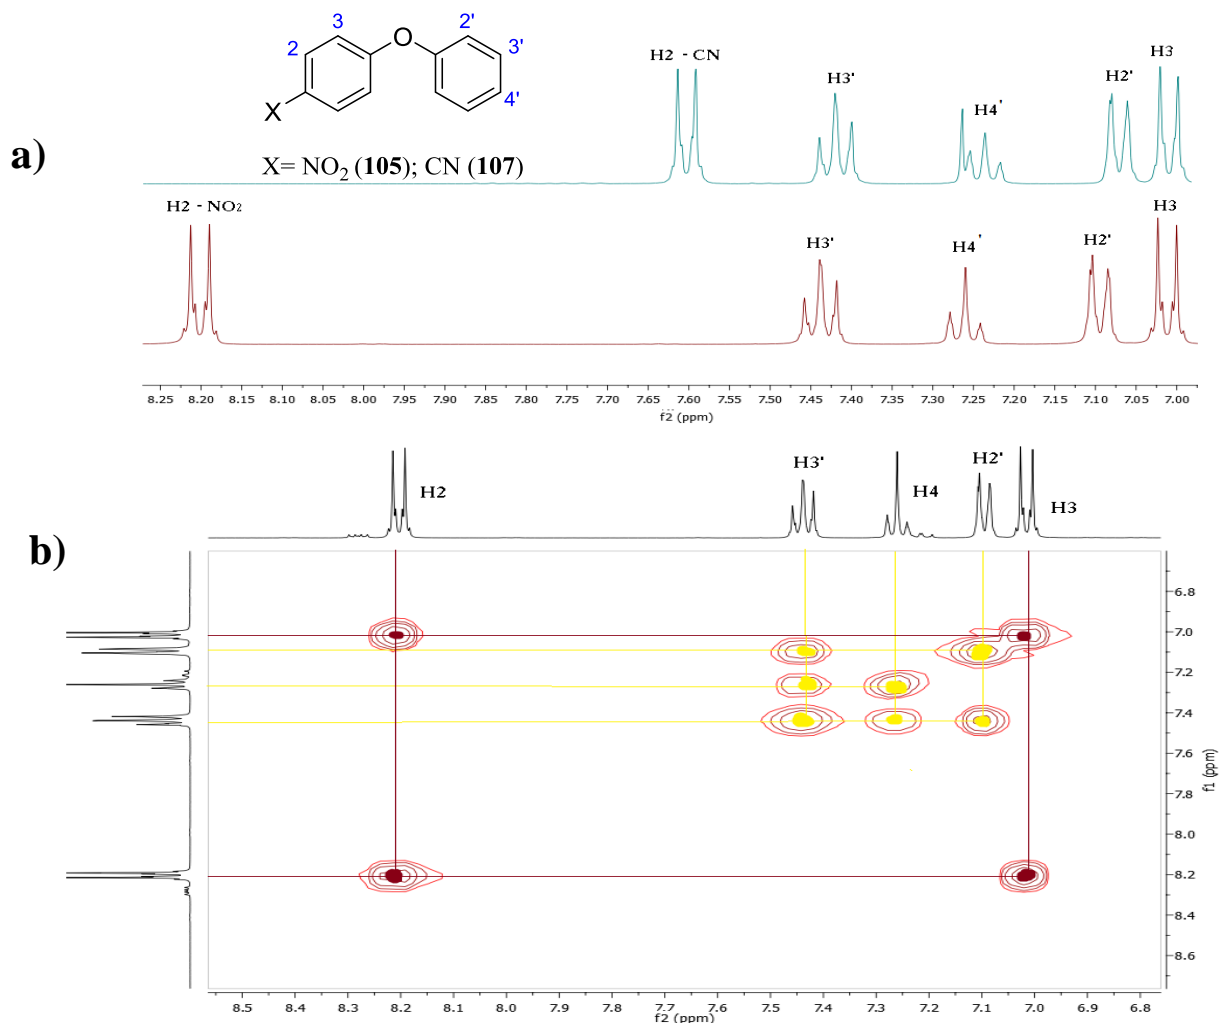 3 O 2'
2 3'
4'
X
a)
X= NO2 (105); CN (107)
H2 - CN
H3'
H4'
H2'
H3
H2 - NO2
H3'
H4'
H2'
H3
8.25 8.20 8.15 8.10 8.05 8.00 7.95 7.90 7.85 7.80 7.75 7.70 7.65 7.60 7.55 7.50 7.45 7.40 7.35 7.30 7.25 7.20 7.15 7.10 7.05 7.00
f2 (ppm)
b)
H2
H3'
H4
H2'
H3
6.8
7.0
7.2
7.4
7.6
7.8
8.0
8.2
8.4
8.6
f1 (ppm)
8.5 8.4 8.3 8.2 8.1 8.0 7.9 7.8 7.7 7.6 7.5 7.4 7.3 7.2 7.1 7.0 6.9 6.8
f2 (ppm)